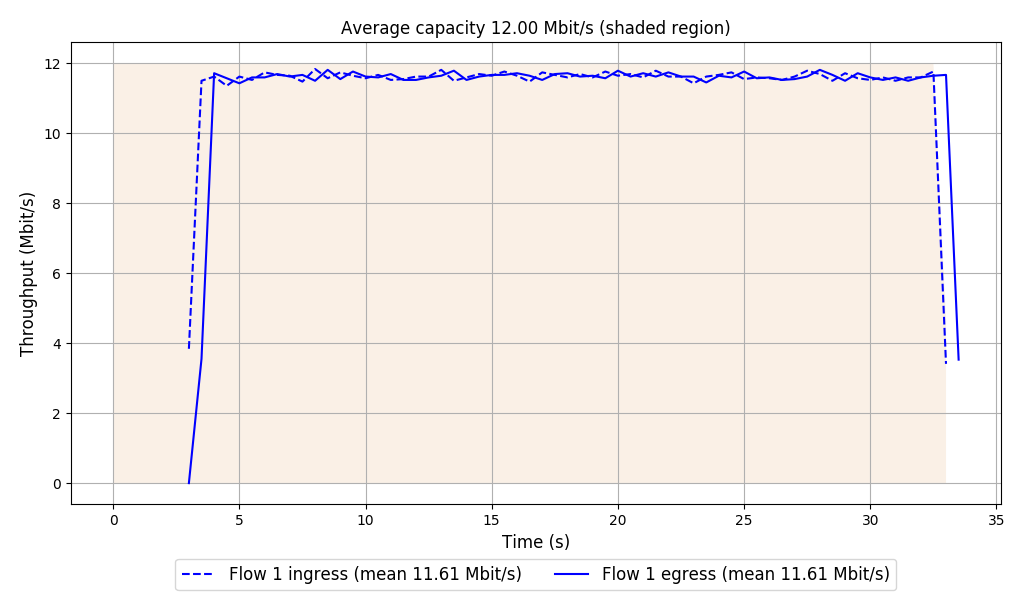 Average capacity 12.00 Mbit/s (shaded region)
Throughput (Mbit/s)
12
10
8
6
4
2
0
0 5 10 15 20 25 30 35
Time (s)
Flow 1 ingress (mean 11.61 Mbit/s) Flow 1 egress (mean 11.61 Mbit/s)